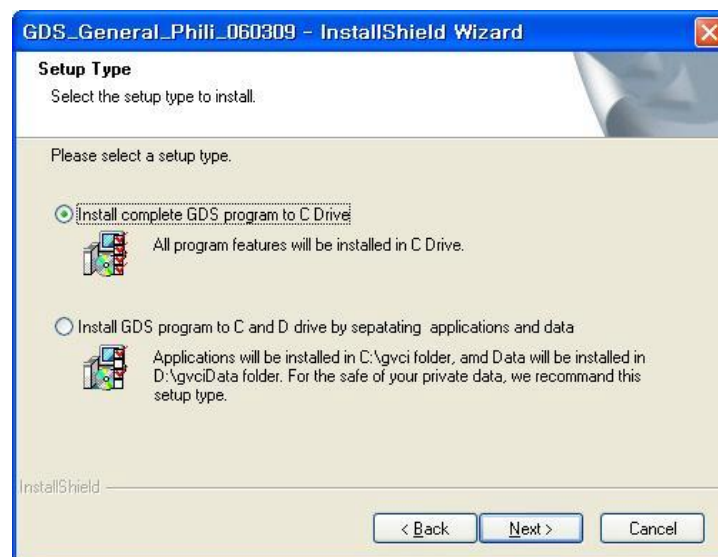 GDS_General_Phili_060309 - InstallShield Wizard
Setup Type
Select the setup type to install.
Please select a setup type.
Install complete GDS program to C Drive
All program features will be installed in C Drive.
Install GDS program to C and D drive by sepatating applications and data
Applications will be installed in C:\gvci folder, amd Data will be installed in
D:\gvciData folder. For the safe of your private data, we recommand this
setup type.
InstallShield
< Back
Next >
Cancel